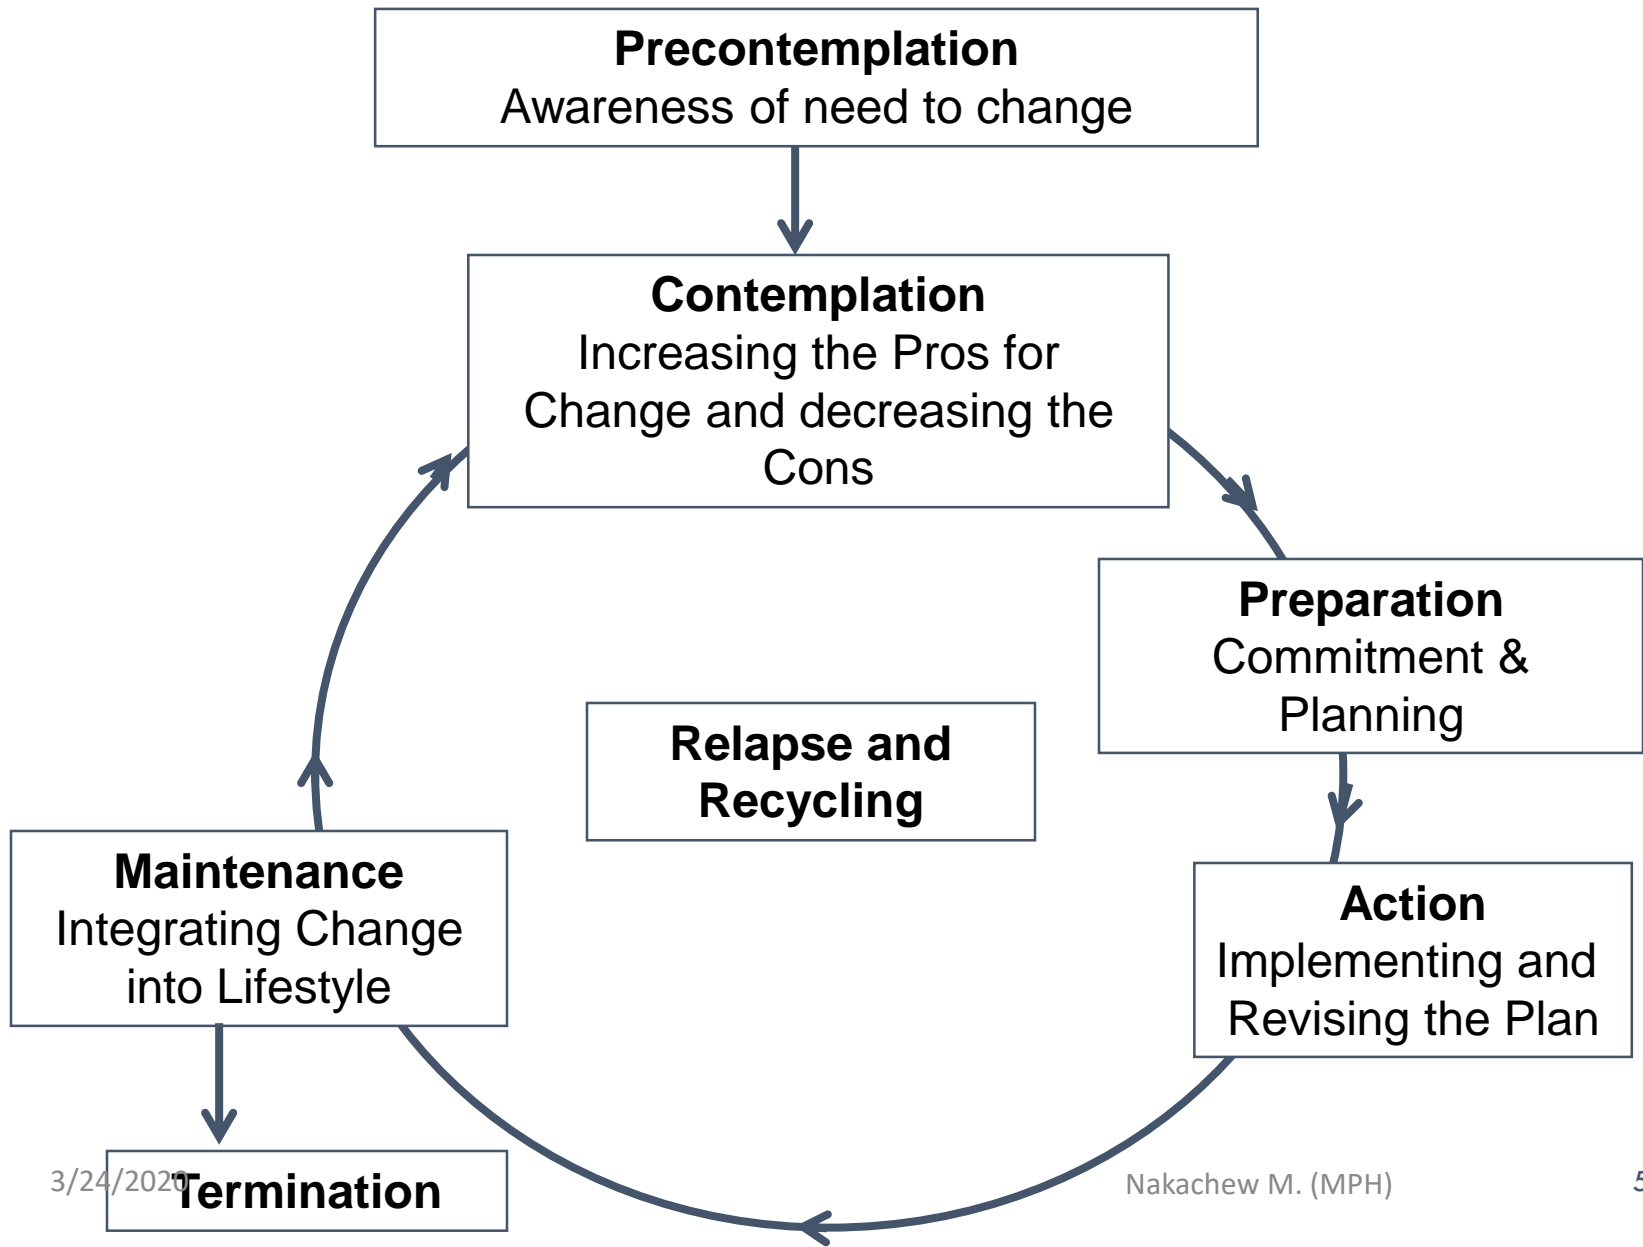 Precontemplation
Awareness of need to change
Contemplation
Increasing the Pros for
Change and decreasing the
Cons
Preparation
Commitment &
Planning
Relapse and
Recycling
Maintenance
Integrating Change
into Lifestyle
Action
Implementing and
Revising the Plan
Termination
3/24/2020
Nakachew M. (MPH)
5